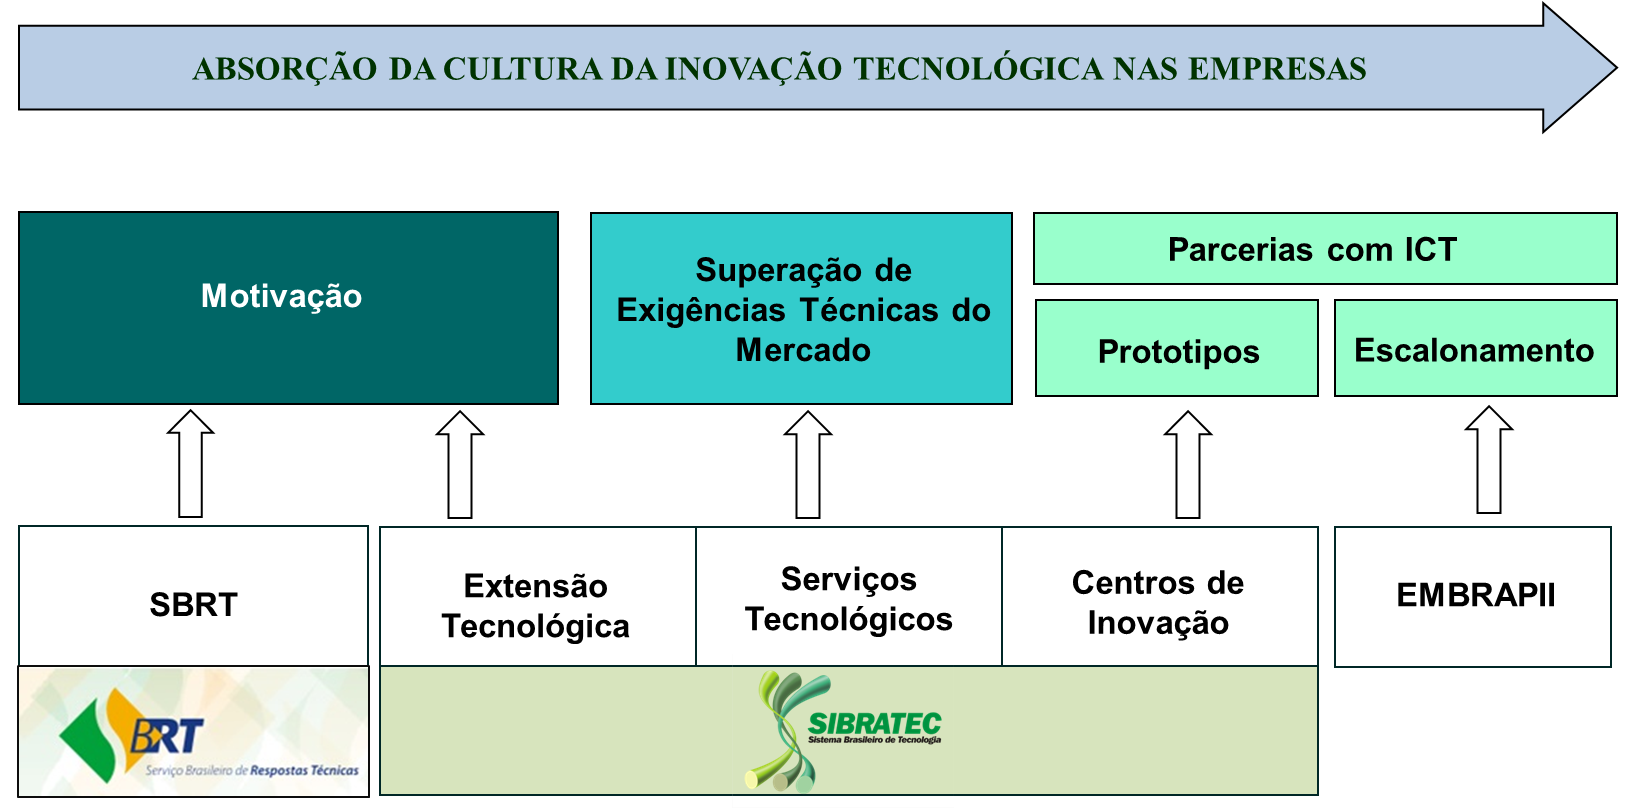 ABSORÇÃO DA CULTURA DA INOVAÇÃO TECNOLÓGICA NAS EMPRESAS
Motivação
Superação de
Exigências Técnicas do
Mercado
Parcerias com ICT
Prototipos
Escalonamento
SBRT
Extensão
Tecnológica
Serviços
Tecnológicos
Centros de
Inovação
EMBRAPII
SBRT
Serviço Brasileiro de Respostas Técnicas
SIBRATEC
Sistema Brasileiro de Tecnologia